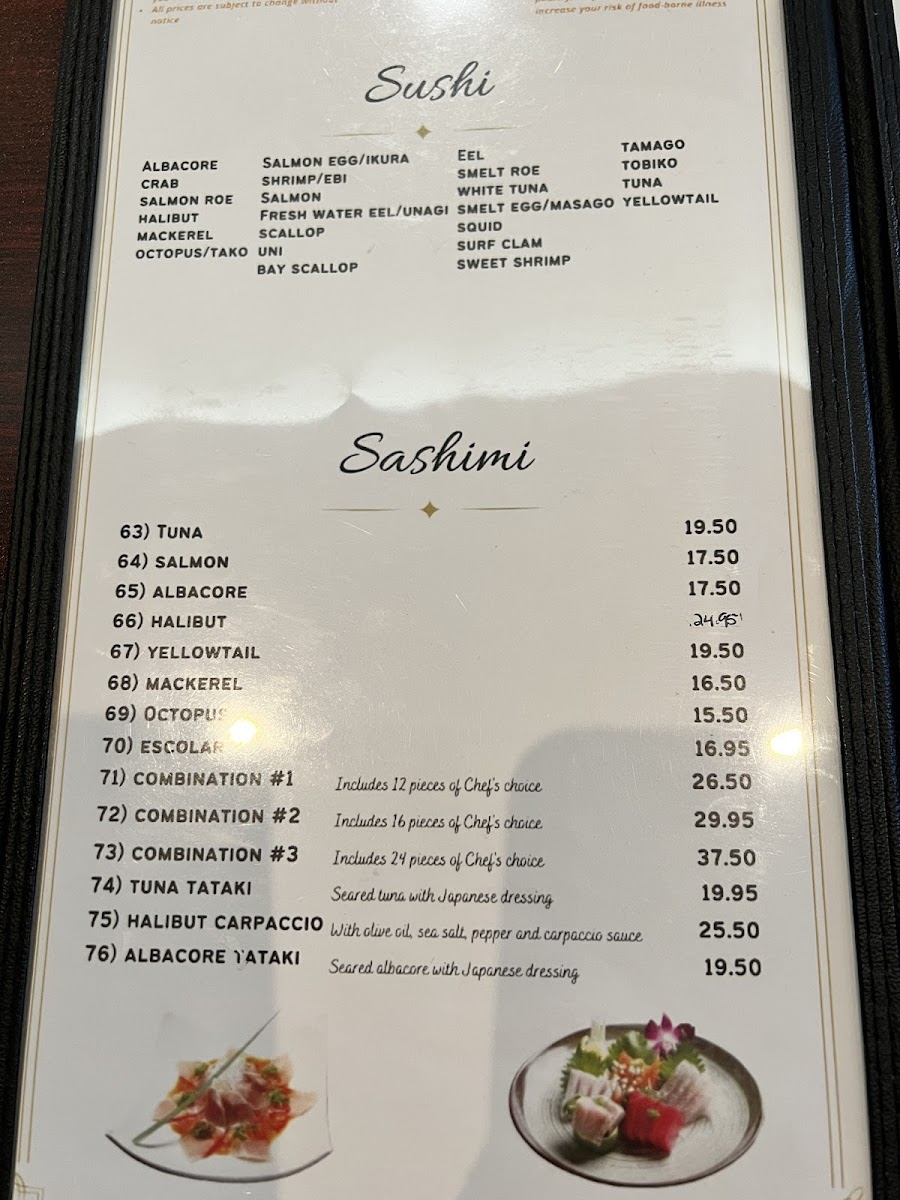 All prices are subject to change without
notice
increase your risk of food-borne illness
Sushi
ALBACORE
CRAB
SALMON ROE
HALIBUT
MACKEREL
OCTOPUS/TAKO
SALMON EGG/IKURA
SHRIMP/EBI
SALMON
FRESH WATER EEL/UNAGI
SCALLOP
UNI
BAY SCALLOP
EEL
SMELT ROE
WHITE TUNA
SMELT EGG/MASAGO
SQUID
SURF CLAM
SWEET SHRIMP
TAMAGO
TOBIKO
TUNA
YELLOWTAIL
Sashimi
63) TUNA 19.50
64) SALMON 17.50
65) ALBACORE 17.50
66) HALIBUT 24.95
67) YELLOWTAIL 19.50
68) MACKEREL 16.50
69) OCTOPUS 15.50
70) ESCOLAR 16.95
71) COMBINATION #1 Includes 12 pieces of Chef's choice 26.50
72) COMBINATION #2 Includes 16 pieces of Chef's choice 29.95
73) COMBINATION #3 Includes 24 pieces of Chef's choice 37.50
74) TUNA TATAKI Seared tuna with Japanese dressing 19.95
75) HALIBUT CARPACCIO With olive oil, sea salt, pepper and carpaccio sauce 25.50
76) ALBACORE TATAKI Seared albacore with Japanese dressing 19.50